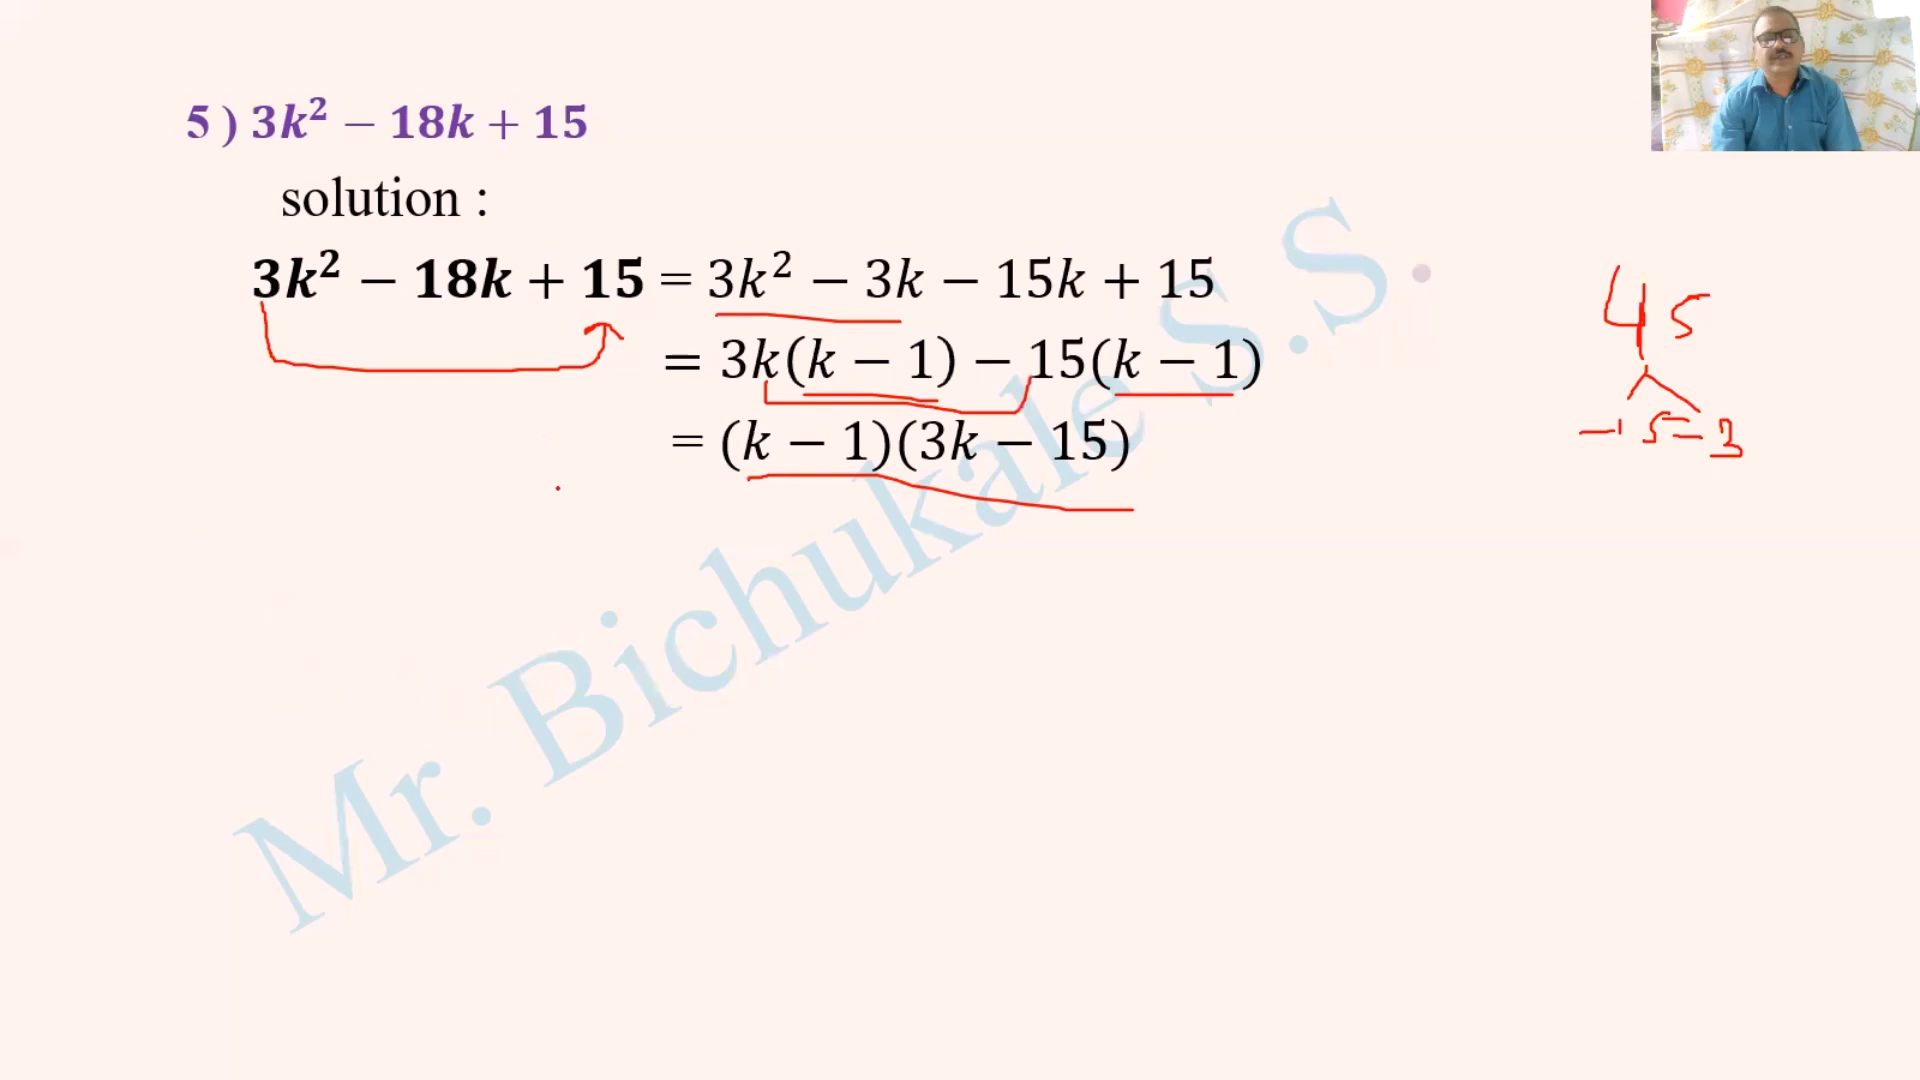 5 ) 3k² − 18k + 15
solution :
3k² − 18k + 15 = 3k² − 3k − 15k + 15
= 3k(k − 1) − 15(k − 1)
= (k − 1)(3k − 15)
45
−15 −3
Mr. Bichukale S.S.